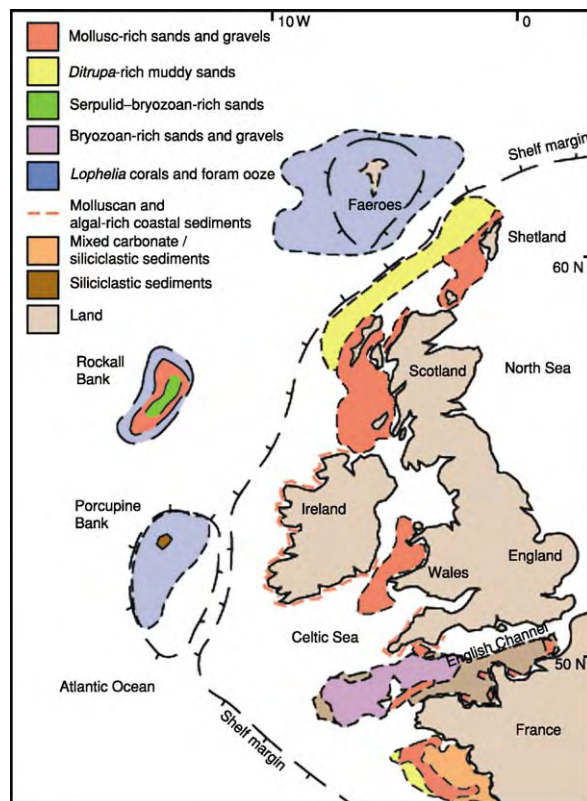 10W
0
Mollusc-rich sands and gravels
Ditrupa-rich muddy sands
Serpulid–bryozoan-rich sands
Bryozoan-rich sands and gravels
Lophelia corals and foram ooze
Molluscan and
algal-rich coastal sediments
Mixed carbonate /
siliciclastic sediments
Siliciclastic sediments
Land
Shelf margin
Faeroes
Shetland
60 N
Rockall
Bank
Scotland
North Sea
Porcupine
Bank
Ireland
Wales
England
Celtic Sea
English Channel
50 N
Atlantic Ocean
Shelf margin
France